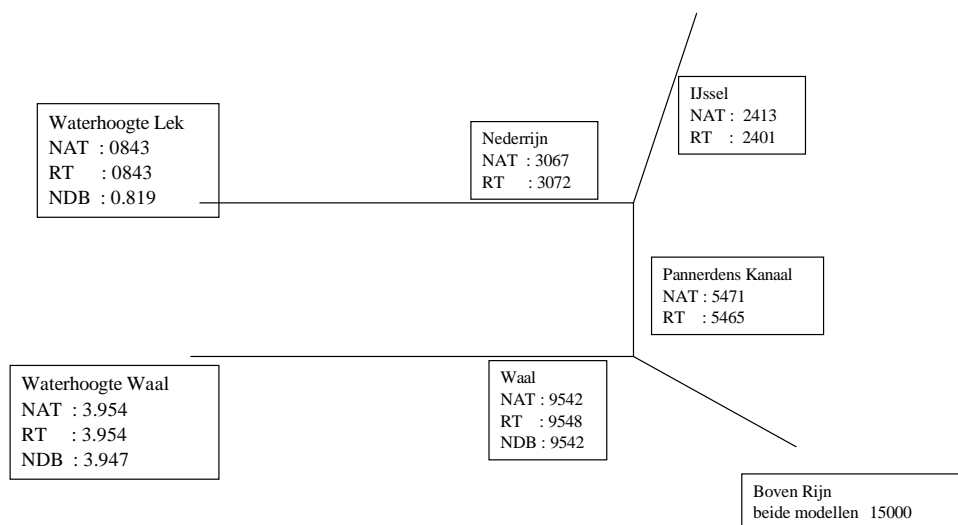 IJssel
NAT : 2413
RT : 2401
Waterhoogte Lek
NAT : 0843
RT : 0843
NDB : 0.819
Nederrijn
NAT : 3067
RT : 3072
Pannerdens Kanaal
NAT : 5471
RT : 5465
Waterhoogte Waal
NAT : 3.954
RT : 3.954
NDB : 3.947
Waal
NAT : 9542
RT : 9548
NDB : 9542
Boven Rijn
beide modellen 15000